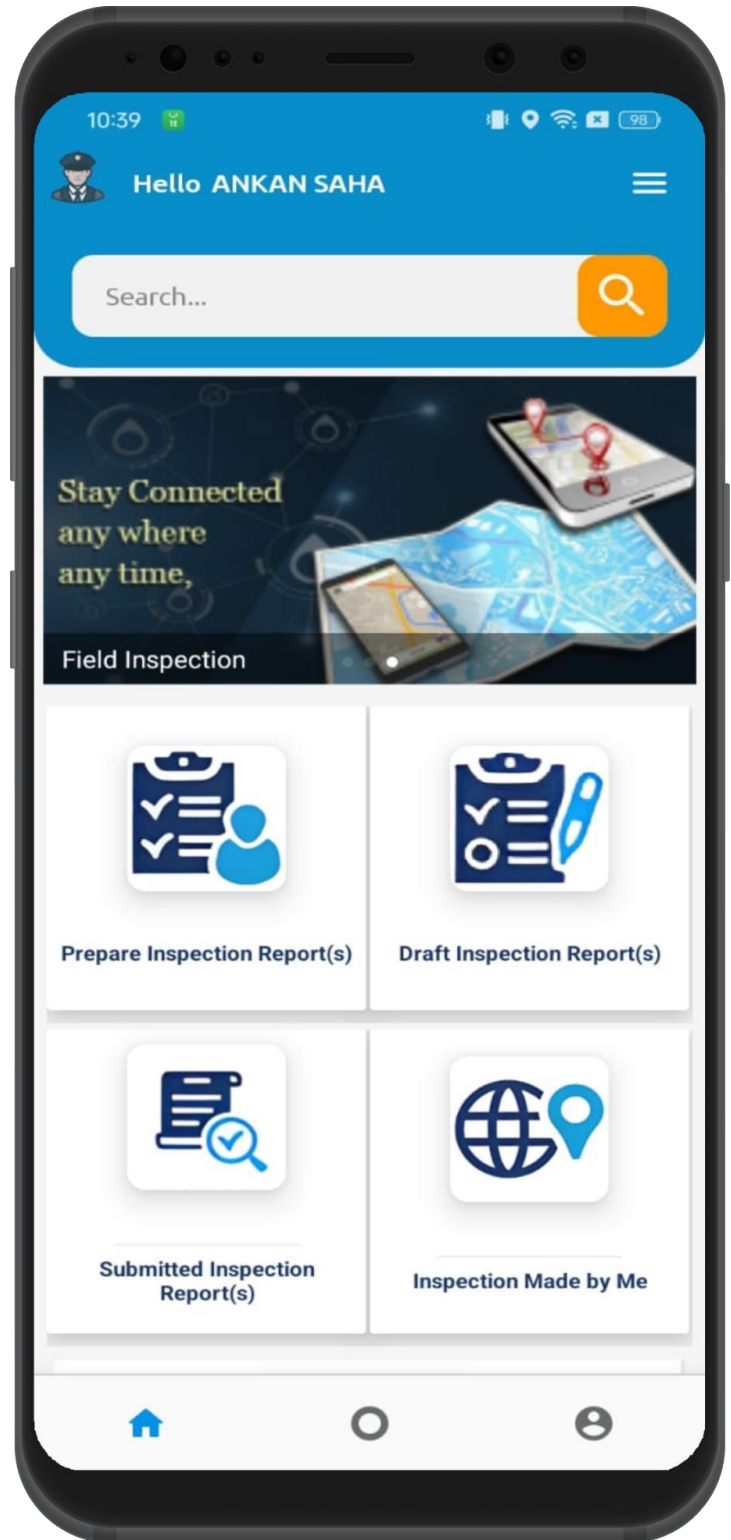 10:39
98
Hello ANKAN SAHA
Search...
Stay Connected
any where
any time,
Field Inspection
Prepare Inspection Report(s)
Draft Inspection Report(s)
Submitted Inspection
Report(s)
Inspection Made by Me